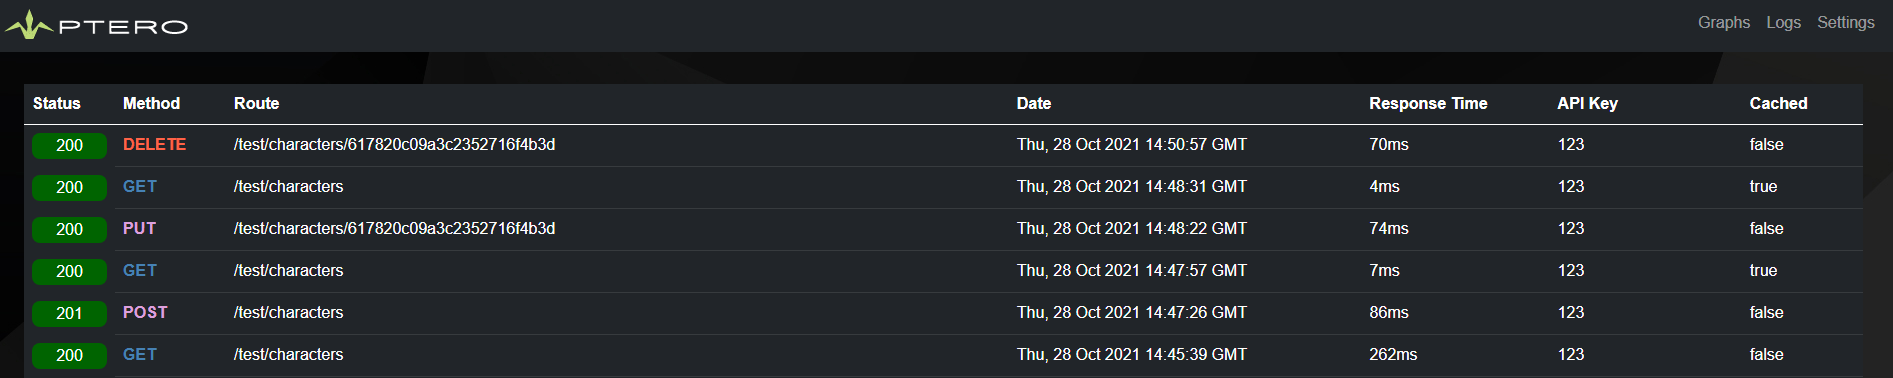 PTERO
Graphs Logs Settings
Status Method Route Date Response Time API Key Cached
200 DELETE /test/characters/617820c09a3c2352716f4b3d Thu, 28 Oct 2021 14:50:57 GMT 70ms 123 false
200 GET /test/characters Thu, 28 Oct 2021 14:48:31 GMT 4ms 123 true
200 PUT /test/characters/617820c09a3c2352716f4b3d Thu, 28 Oct 2021 14:48:22 GMT 74ms 123 false
200 GET /test/characters Thu, 28 Oct 2021 14:47:57 GMT 7ms 123 true
201 POST /test/characters Thu, 28 Oct 2021 14:47:26 GMT 86ms 123 false
200 GET /test/characters Thu, 28 Oct 2021 14:45:39 GMT 262ms 123 false